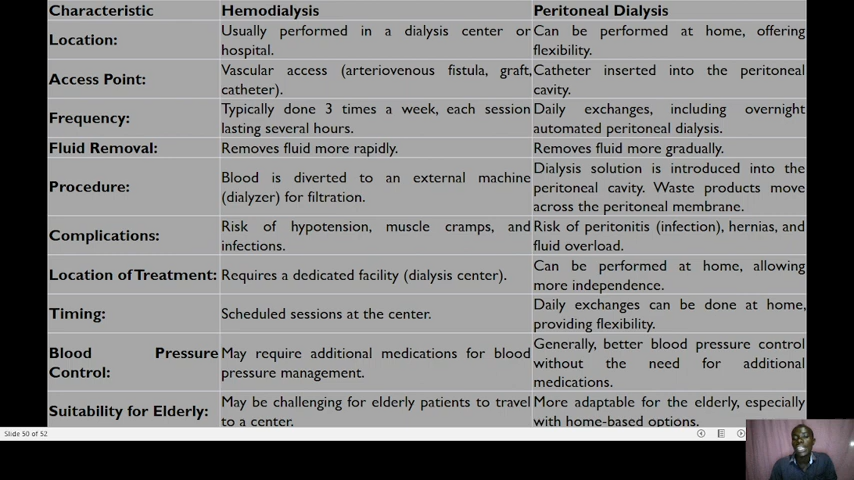 Characteristic Hemodialysis Peritoneal Dialysis
Location: Usually performed in a dialysis center or hospital. Can be performed at home, offering flexibility.
Access Point: Vascular access (arteriovenous fistula, graft, catheter). Catheter inserted into the peritoneal cavity.
Frequency: Typically done 3 times a week, each session lasting several hours. Daily exchanges, including overnight automated peritoneal dialysis.
Fluid Removal: Removes fluid more rapidly. Removes fluid more gradually.
Procedure: Blood is diverted to an external machine (dialyzer) for filtration. Dialysis solution is introduced into the peritoneal cavity. Waste products move across the peritoneal membrane.
Complications: Risk of hypotension, muscle cramps, and infections. Risk of peritonitis (infection), hernias, and fluid overload.
Location of Treatment: Requires a dedicated facility (dialysis center). Can be performed at home, allowing more independence.
Timing: Scheduled sessions at the center. Daily exchanges can be done at home, providing flexibility.
Blood Pressure Control: May require additional medications for blood pressure management. Generally, better blood pressure control without the need for additional medications.
Suitability for Elderly: May be challenging for elderly patients to travel to a center. More adaptable for the elderly, especially with home-based options.
Slide 50 of 52